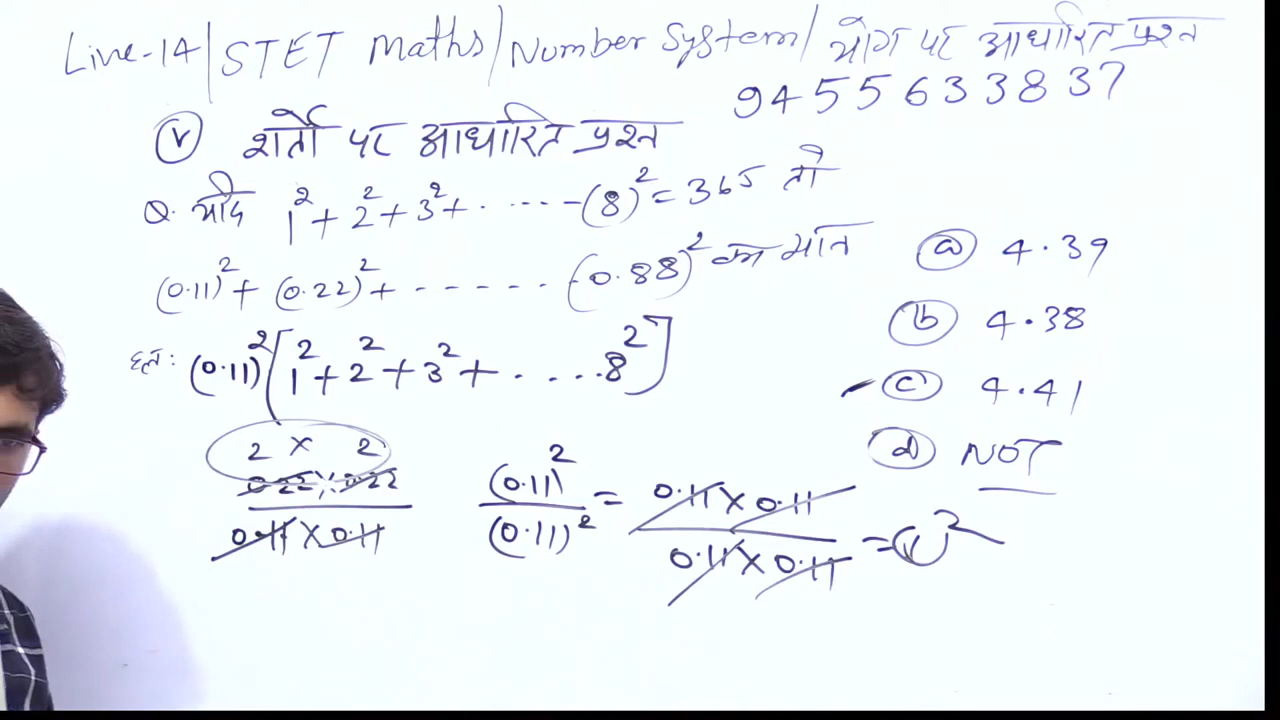 Live-14/STET Maths/Number System/योग पर आधारित प्रश्न
9455633837
(v) शर्तो पर आधारित प्रश्न
Q. यदि 1² + 2² + 3² + . ..... (8)² = 365 तो
(0.11)² + (0.22)² + ...... (0.88)² का मान
(a) 4.39
(b) 4.38
(c) 4.41
(d) NOT
हल: (0.11)² [1² + 2² + 3² + . .... 8²]
2 × 2
0.22 × 0.22
0.11 × 0.11
(0.11)² / (0.11)² = 0.11 × 0.11 / 0.11 × 0.11 = (1)²